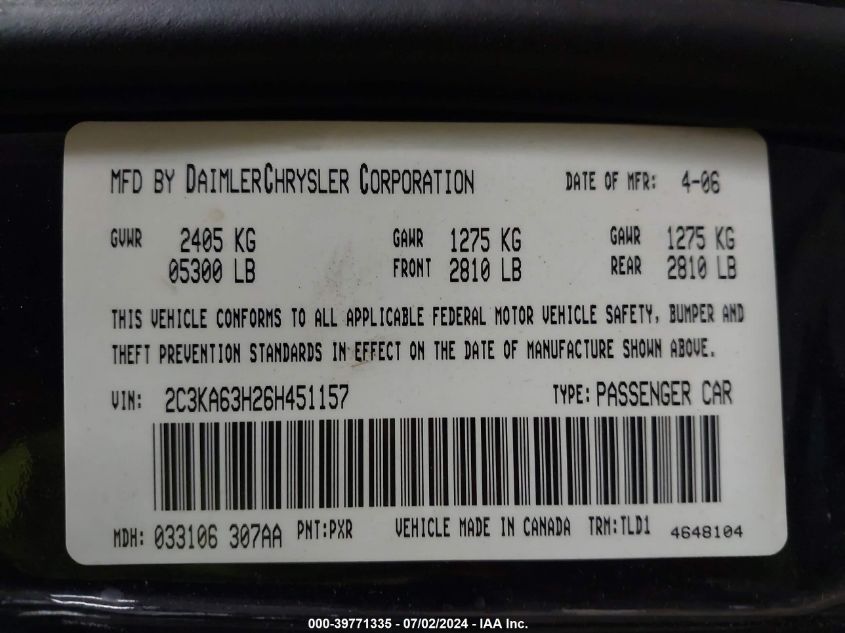 MFD BY DAIMLERCHRYSLER CORPORATION DATE OF MFR: 4-06
GVWR 2405 KG GAWR 1275 KG GAWR 1275 KG
05300 LB FRONT 2810 LB REAR 2810 LB
THIS VEHICLE CONFORMS TO ALL APPLICABLE FEDERAL MOTOR VEHICLE SAFETY, BUMPER AND
THEFT PREVENTION STANDARDS IN EFFECT ON THE DATE OF MANUFACTURE SHOWN ABOVE.
VIN: 2C3KA63H26H451157 TYPE: PASSENGER CAR
MDH: 033106 307AA PNT:PXR VEHICLE MADE IN CANADA TRM:TLD1 4648104
000-39771335 - 07/02/2024 - IAA Inc.